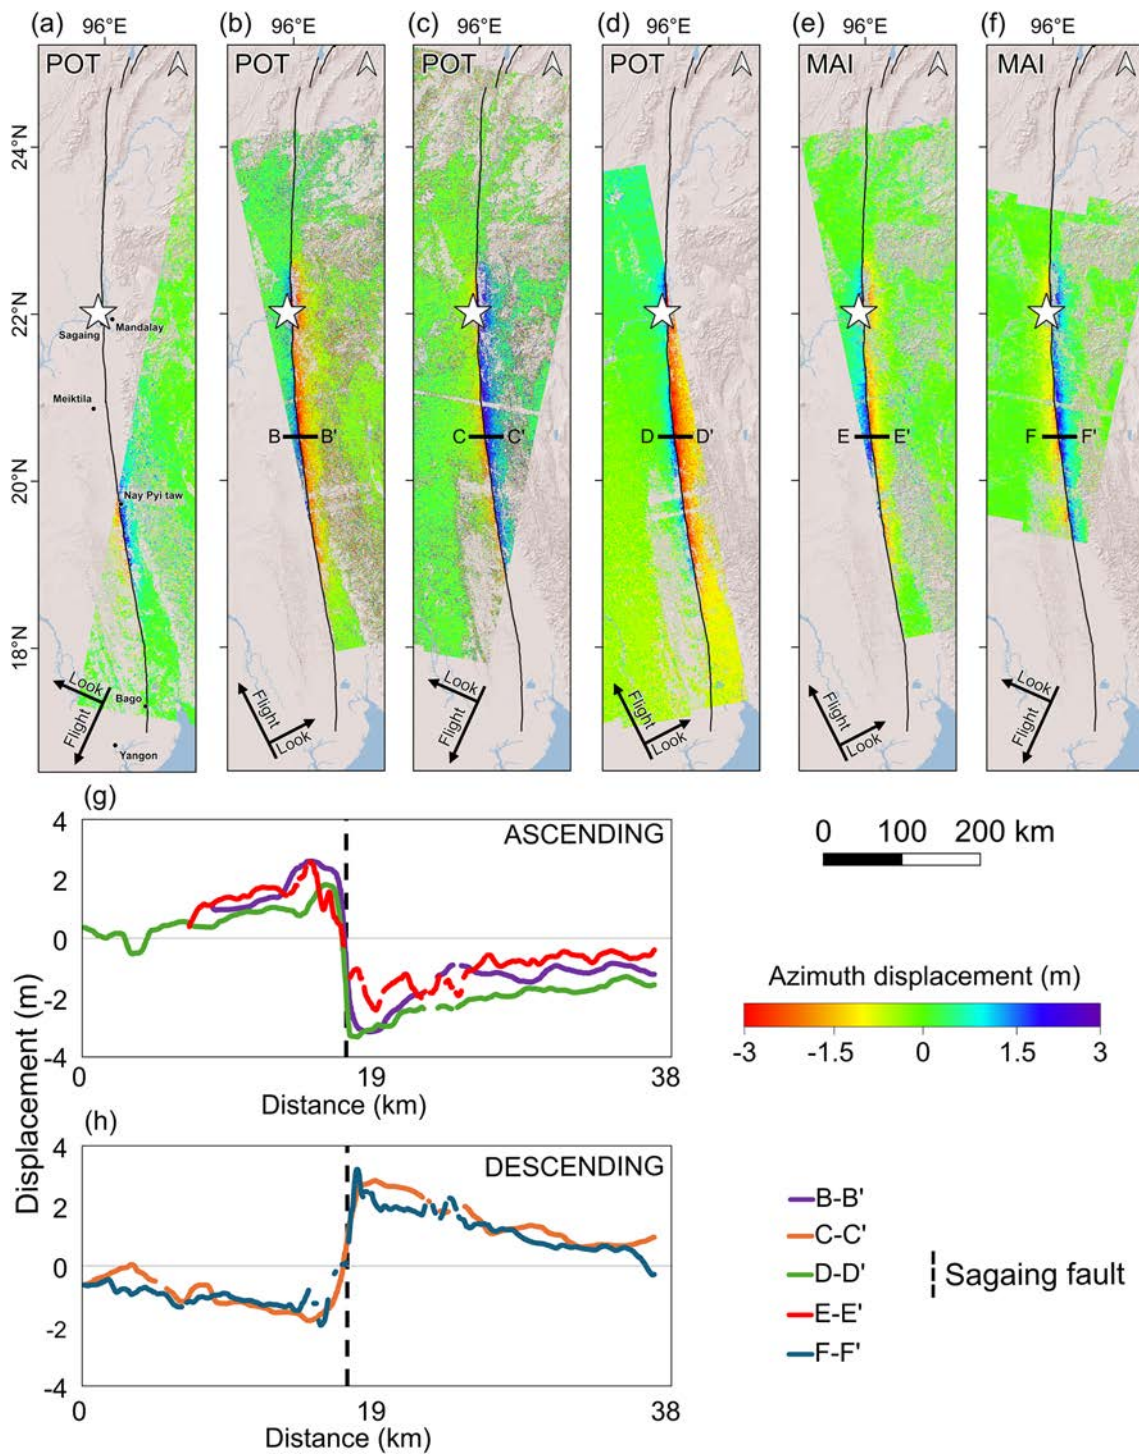 (a) 96°E
(b) 96°E
(c) 96°E
(d) 96°E
(e) 96°E
(f) 96°E
POT
POT
POT
POT
MAI
MAI
24°N
22°N
20°N
18°N
Sagaing
Mandalay
Meiktila
Nay Pyi taw
Bago
Yangon
B B'
C C'
D D'
E E'
F F'
Look
Flight
Flight
Look
Look
Flight
Flight
Look
Flight
Look
Look
Flight
(g)
ASCENDING
4
2
0
-2
-4
0 19 38
Distance (km)
Displacement (m)
(h)
DESCENDING
4
2
0
-2
-4
0 19 38
Distance (km)
0 100 200 km
Azimuth displacement (m)
-3 -1.5 0 1.5 3
B-B'
C-C'
D-D'
E-E'
F-F'
Sagaing fault